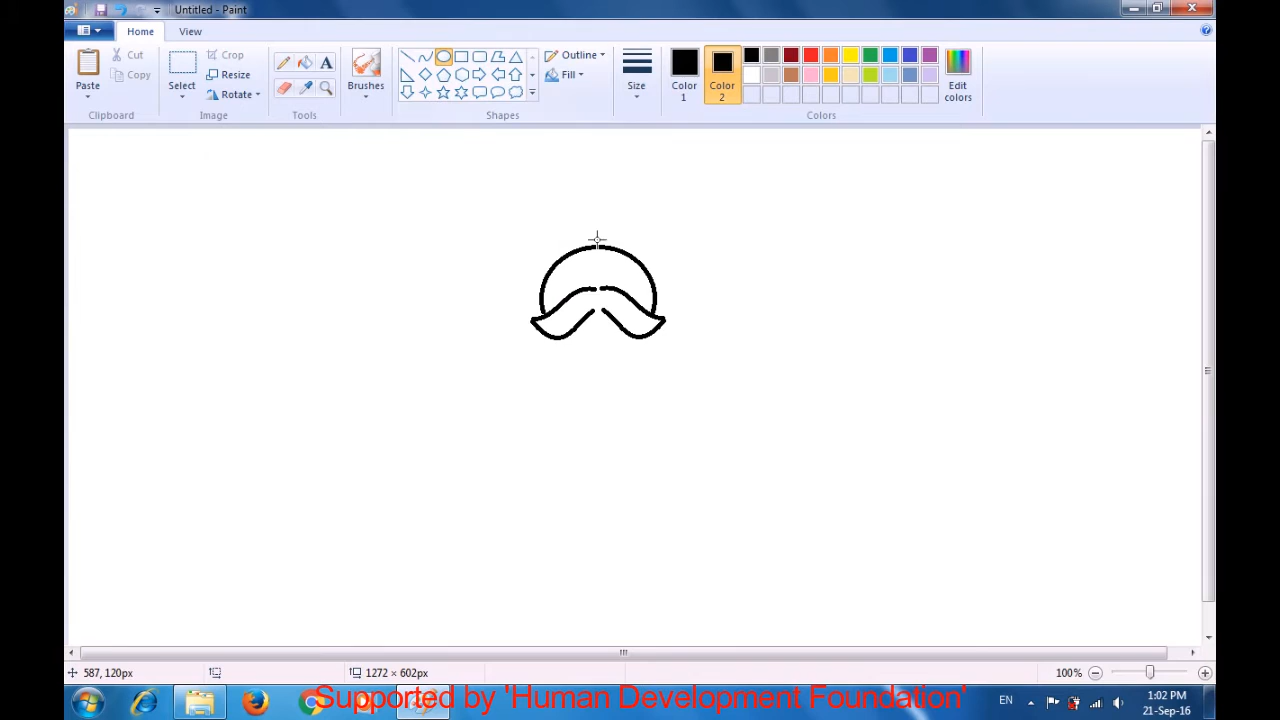 Untitled - Paint
Home View
Cut
Copy
Paste
Clipboard
Select
Crop
Resize
Rotate
Image
A
Tools
Brushes
Outline
Fill
Shapes
Size
Color 1
Color 2
Edit colors
Colors
587, 120px
1272 × 602px
100%
Supported by 'Human Development Foundation'
EN
1:02 PM
21-Sep-16